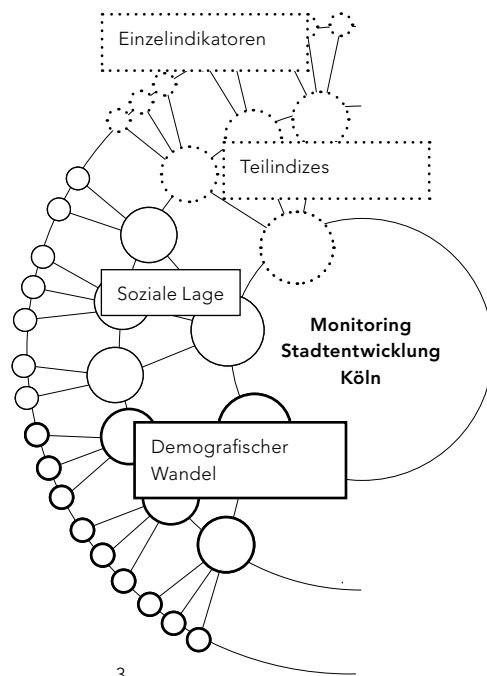 Einzelindikatoren
Teilindizes
Soziale Lage
Monitoring
Stadtentwicklung
Köln
Demografischer
Wandel
3